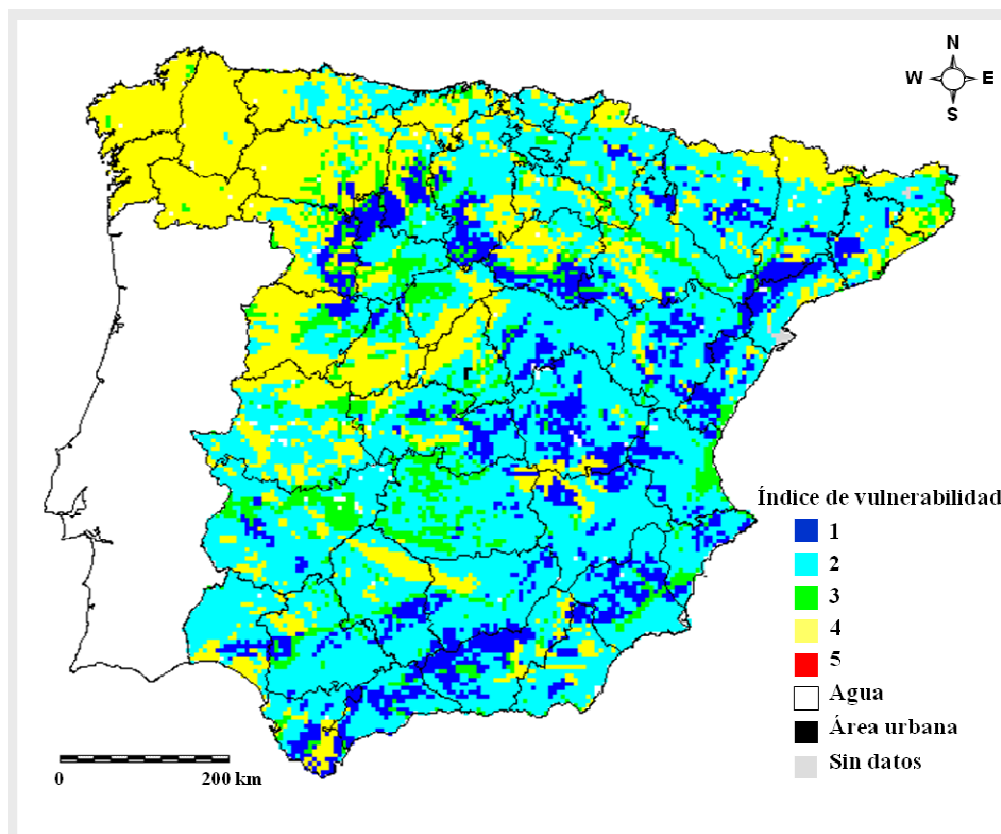 N
W E
S
Índice de vulnerabilidad
1
2
3
4
5
Agua
Área urbana
Sin datos
0 200 km